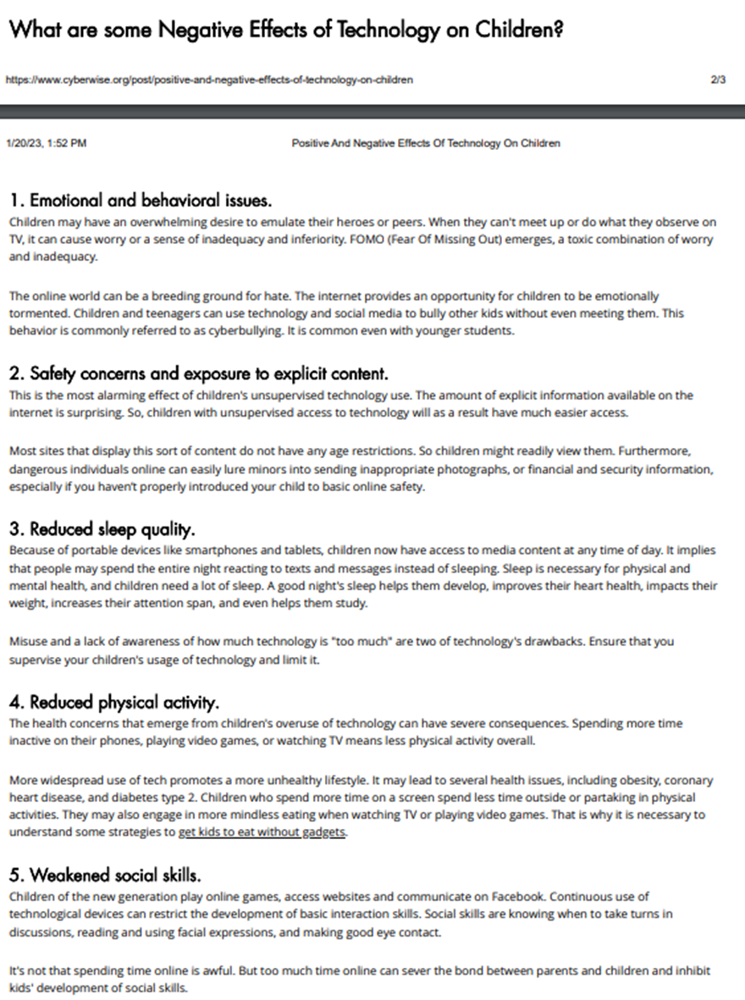 What are some Negative Effects of Technology on Children?
https://www.cyberwise.org/post/positive-and-negative-effects-of-technology-on-children 2/3
1/20/23, 1:52 PM Positive And Negative Effects Of Technology On Children
1. Emotional and behavioral issues.
Children may have an overwhelming desire to emulate their heroes or peers. When they can't meet up or do what they observe on
TV, it can cause worry or a sense of inadequacy and inferiority. FOMO (Fear Of Missing Out) emerges, a toxic combination of worry
and inadequacy.
The online world can be a breeding ground for hate. The internet provides an opportunity for children to be emotionally
tormented. Children and teenagers can use technology and social media to bully other kids without even meeting them. This
behavior is commonly referred to as cyberbullying. It is common even with younger students.
2. Safety concerns and exposure to explicit content.
This is the most alarming effect of children's unsupervised technology use. The amount of explicit information available on the
internet is surprising. So, children with unsupervised access to technology will as a result have much easier access.
Most sites that display this sort of content do not have any age restrictions. So children might readily view them. Furthermore,
dangerous individuals online can easily lure minors into sending inappropriate photographs, or financial and security information,
especially if you haven't properly introduced your child to basic online safety.
3. Reduced sleep quality.
Because of portable devices like smartphones and tablets, children now have access to media content at any time of day. It implies
that people may spend the entire night reacting to texts and messages instead of sleeping. Sleep is necessary for physical and
mental health, and children need a lot of sleep. A good night's sleep helps them develop, improves their heart health, impacts their
weight, increases their attention span, and even helps them study.
Misuse and a lack of awareness of how much technology is "too much" are two of technology's drawbacks. Ensure that you
supervise your children's usage of technology and limit it.
4. Reduced physical activity.
The health concerns that emerge from children's overuse of technology can have severe consequences. Spending more time
inactive on their phones, playing video games, or watching TV means less physical activity overall.
More widespread use of tech promotes a more unhealthy lifestyle. It may lead to several health issues, including obesity, coronary
heart disease, and diabetes type 2. Children who spend more time on a screen spend less time outside or partaking in physical
activities. They may also engage in more mindless eating when watching TV or playing video games. That is why it is necessary to
understand some strategies to get kids to eat without gadgets.
5. Weakened social skills.
Children of the new generation play online games, access websites and communicate on Facebook. Continuous use of
technological devices can restrict the development of basic interaction skills. Social skills are knowing when to take turns in
discussions, reading and using facial expressions, and making good eye contact.
It's not that spending time online is awful. But too much time online can sever the bond between parents and children and inhibit
kids' development of social skills.